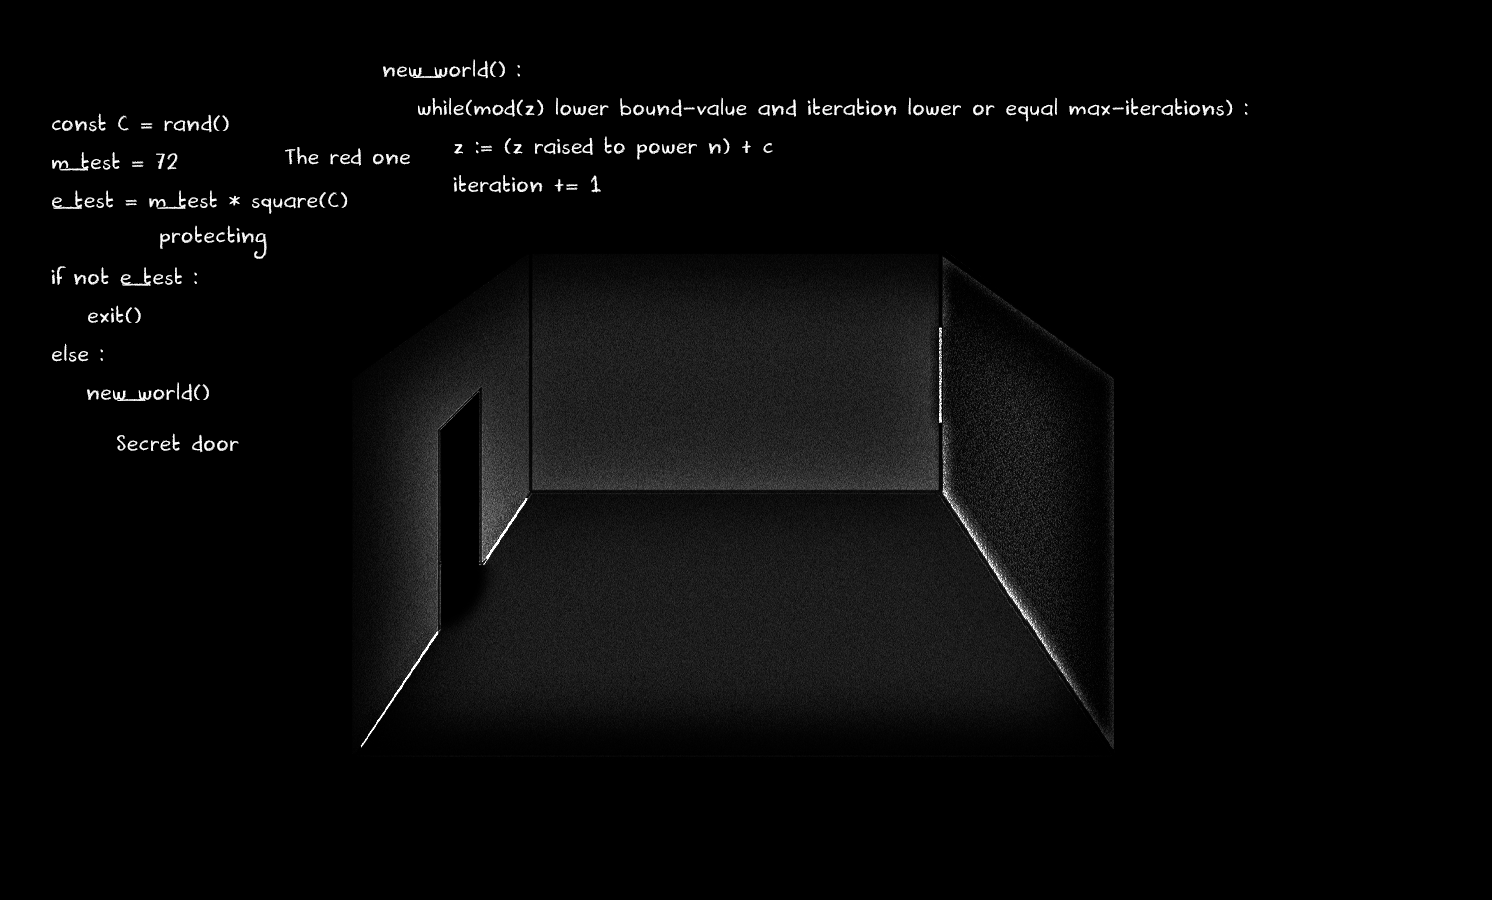 new_world() :
while(mod(z) lower bound-value and iteration lower or equal max-iterations) :
z := (z raised to power n) + c
iteration += 1
const C = rand()
m_test = 72
The red one
e_test = m_test * square(C)
protecting
if not e_test :
exit()
else :
new_world()
Secret door